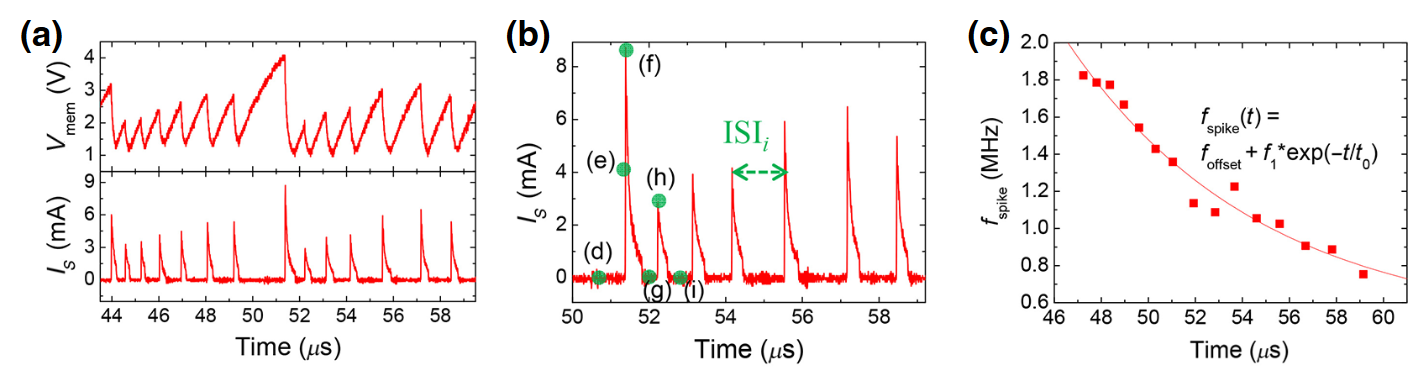 (a)
V_mem (V)
4
3
2
1
I_S (mA)
9
6
3
0
44 46 48 50 52 54 56 58
Time (μs)
(b)
I_S (mA)
8
6
4
2
0
(f)
(e)
(h)
ISI_i
(d)
(g)
(i)
50 52 54 56 58
Time (μs)
(c)
f_spike (MHz)
2.0
1.8
1.6
1.4
1.2
1.0
0.8
0.6
f_spike(t) =
f_offset + f_1*exp(−t/t_0)
46 48 50 52 54 56 58 60
Time (μs)